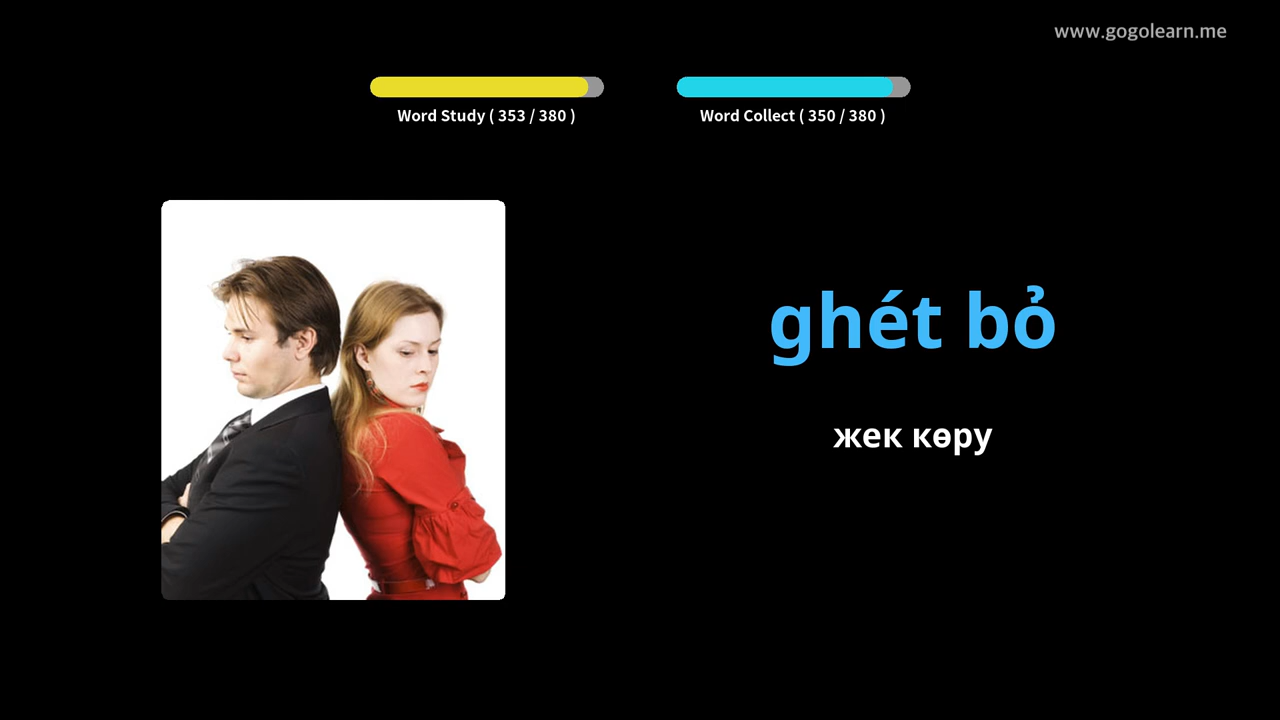 www.gogolearn.me
Word Study ( 353 / 380 )
Word Collect ( 350 / 380 )
ghét bỏ
жек көру